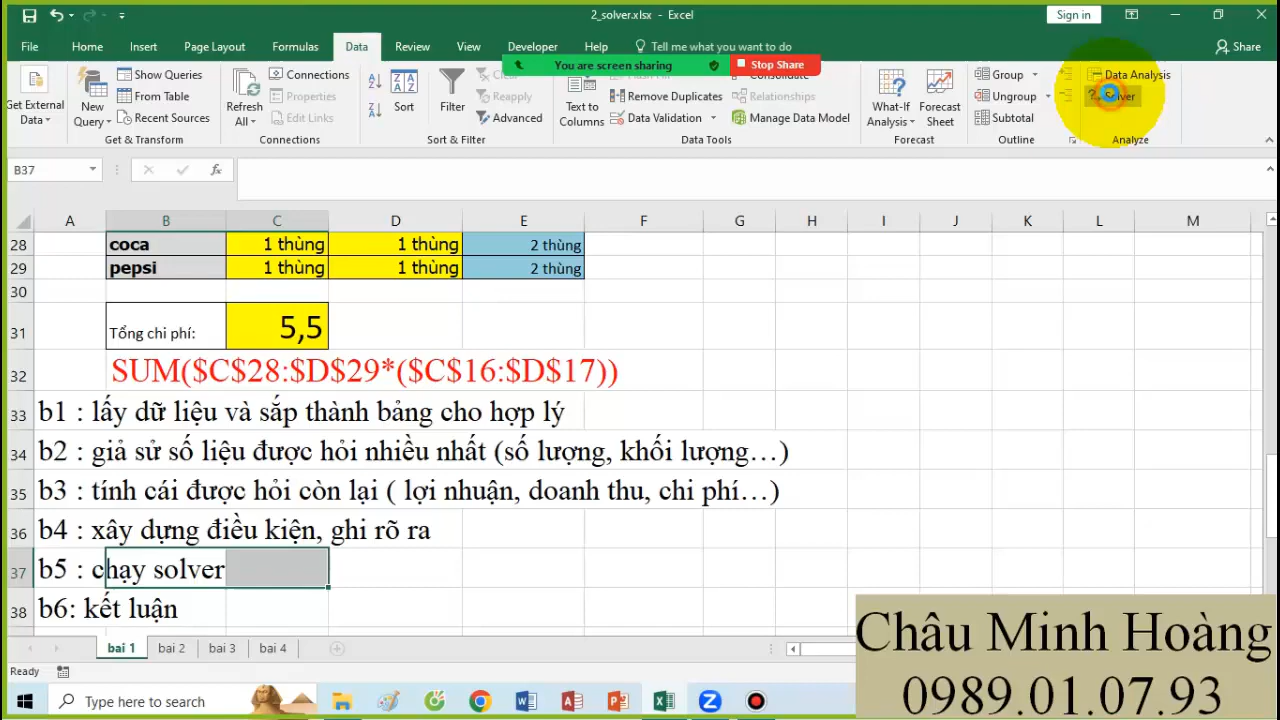 2_solver.xlsx - Excel
Sign in
File Home Insert Page Layout Formulas Data Review View Developer Help Tell me what you want to do Share
You are screen sharing Stop Share
Get External Data
New Query
Show Queries
From Table
Recent Sources
Get & Transform
Refresh All
Connections
Properties
Edit Links
Connections
Sort
Filter
Clear
Reapply
Advanced
Sort & Filter
Text to Columns
Remove Duplicates
Data Validation
Consolidate
Relationships
Manage Data Model
Data Tools
What-If Analysis
Forecast Sheet
Forecast
Group
Ungroup
Subtotal
Outline
Data Analysis
Solver
Analyze
B37 fx
A B C D E F G H I J K L M
28 coca 1 thùng 1 thùng 2 thùng
29 pepsi 1 thùng 1 thùng 2 thùng
30
31 Tổng chi phí: 5,5
32 SUM($C$28:$D$29*($C$16:$D$17))
33 b1 : lấy dữ liệu và sắp thành bảng cho hợp lý
34 b2 : giả sử số liệu được hỏi nhiều nhất (số lượng, khối lượng…)
35 b3 : tính cái được hỏi còn lại ( lợi nhuận, doanh thu, chi phí…)
36 b4 : xây dựng điều kiện, ghi rõ ra
37 b5 : chạy solver
38 b6: kết luận
Châu Minh Hoàng
0989.01.07.93
bai 1 bai 2 bai 3 bai 4
Ready
Type here to search